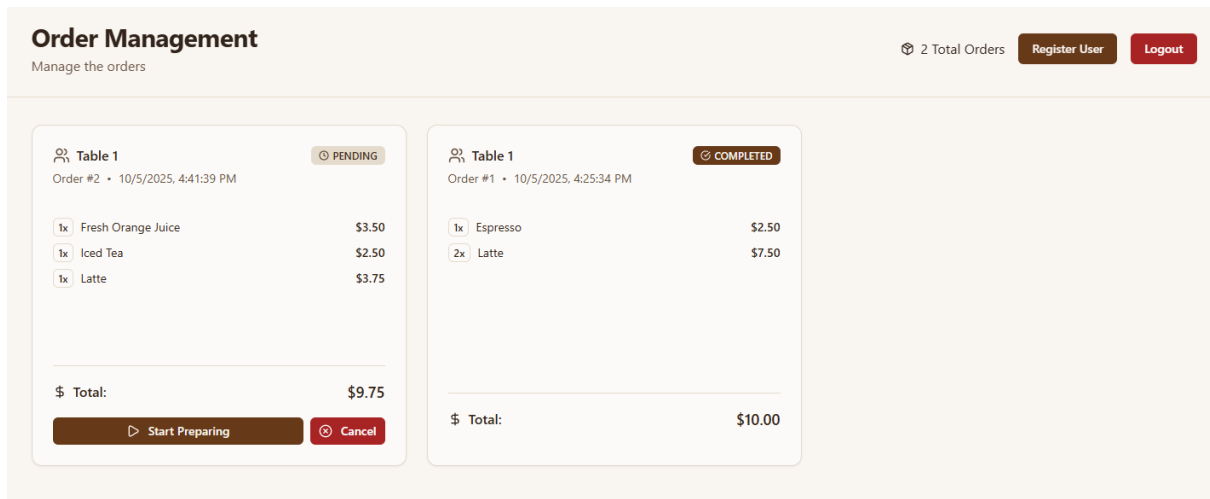 Order Management
Manage the orders
2 Total Orders
Register User
Logout
Table 1
PENDING
Order #2 • 10/5/2025, 4:41:39 PM
1x Fresh Orange Juice $3.50
1x Iced Tea $2.50
1x Latte $3.75
$ Total: $9.75
Start Preparing
Cancel
Table 1
COMPLETED
Order #1 • 10/5/2025, 4:25:34 PM
1x Espresso $2.50
2x Latte $7.50
$ Total: $10.00